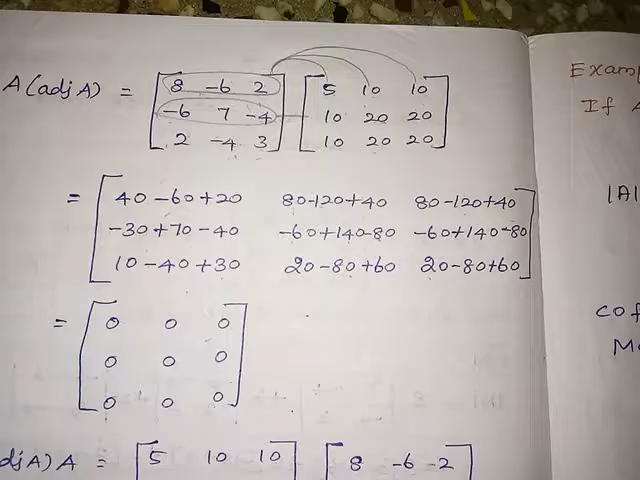 A(adj A) = [8 -6 2] [5 10 10]
[-6 7 -4] [10 20 20]
[2 -4 3] [10 20 20]
= [40-60+20 80-120+40 80-120+40]
[-30+70-40 -60+140-80 -60+140-80]
[10-40+30 20-80+60 20-80+60]
= [0 0 0]
[0 0 0]
[0 0 0]
dj A) A = [5 10 10] [8 -6 -2]
Examp
If A
|A|
cof